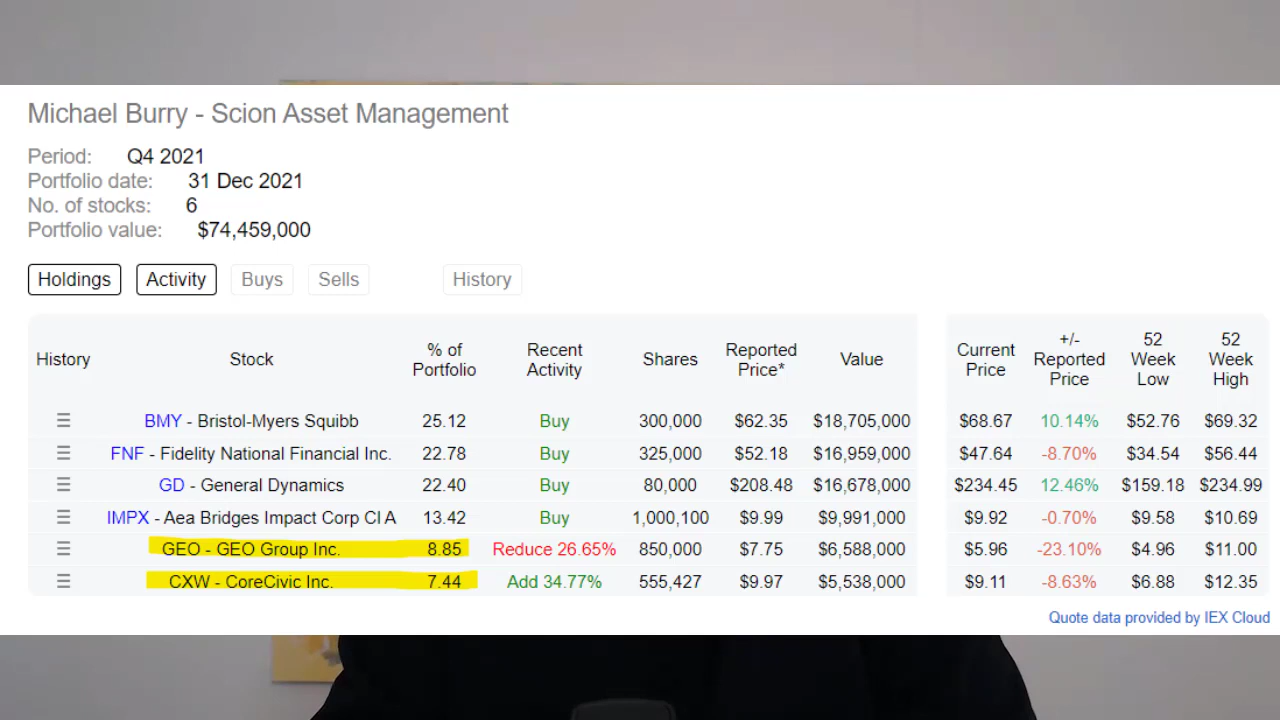 Michael Burry - Scion Asset Management
Period: Q4 2021
Portfolio date: 31 Dec 2021
No. of stocks: 6
Portfolio value: $74,459,000
Holdings Activity Buys Sells History
History Stock % of Portfolio Recent Activity Shares Reported Price* Value Current Price +/- Reported Price 52 Week Low 52 Week High
☰ BMY - Bristol-Myers Squibb 25.12 Buy 300,000 $62.35 $18,705,000 $68.67 10.14% $52.76 $69.32
☰ FNF - Fidelity National Financial Inc. 22.78 Buy 325,000 $52.18 $16,959,000 $47.64 -8.70% $34.54 $56.44
☰ GD - General Dynamics 22.40 Buy 80,000 $208.48 $16,678,000 $234.45 12.46% $159.18 $234.99
☰ IMPX - Aea Bridges Impact Corp Cl A 13.42 Buy 1,000,100 $9.99 $9,991,000 $9.92 -0.70% $9.58 $10.69
☰ GEO - GEO Group Inc. 8.85 Reduce 26.65% 850,000 $7.75 $6,588,000 $5.96 -23.10% $4.96 $11.00
☰ CXW - CoreCivic Inc. 7.44 Add 34.77% 555,427 $9.97 $5,538,000 $9.11 -8.63% $6.88 $12.35
Quote data provided by IEX Cloud